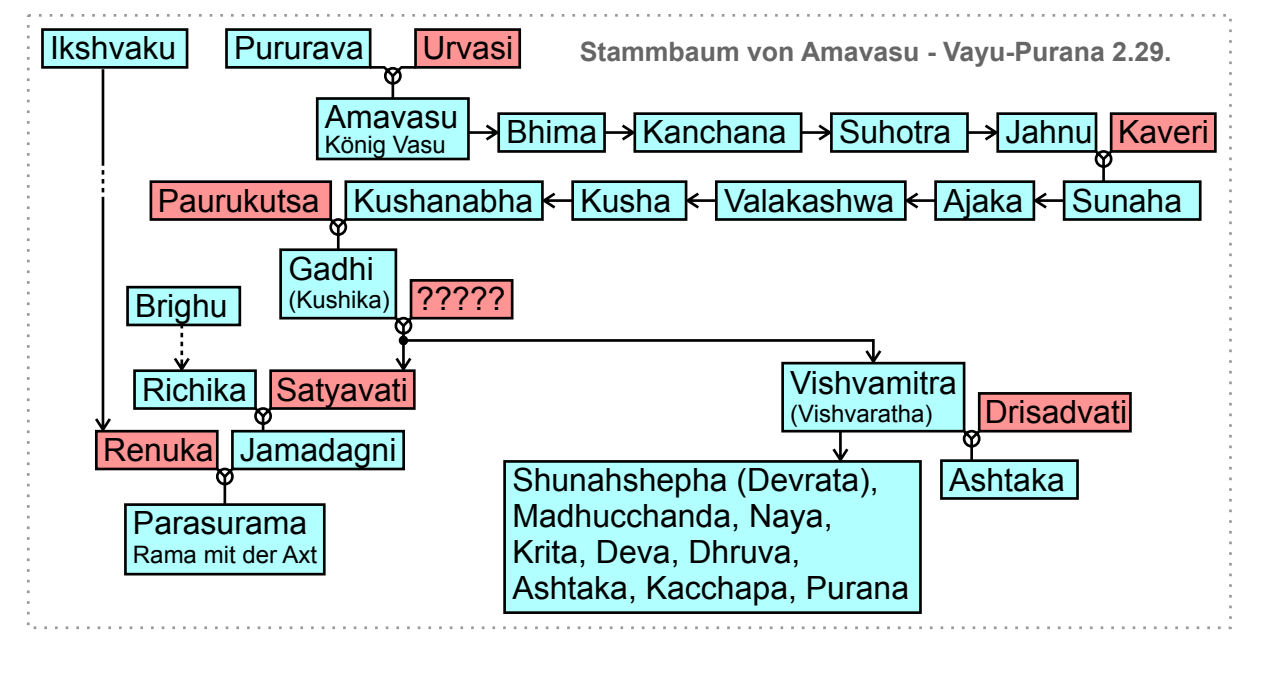 Ikshvaku
Pururava
Urvasi
Stammbaum von Amavasu - Vayu-Purana 2.29.
Amavasu
König Vasu
Bhima
Kanchana
Suhotra
Jahnu
Kaveri
Paurukutsa
Kushanabha
Kusha
Valakashwa
Ajaka
Sunaha
Gadhi
(Kushika)
?????
Brighu
Richika
Satyavati
Vishvamitra
(Vishvaratha)
Drisadvati
Renuka
Jamadagni
Ashtaka
Shunahshepha (Devrata),
Madhucchanda, Naya,
Krita, Deva, Dhruva,
Ashtaka, Kacchapa, Purana
Parasurama
Rama mit der Axt